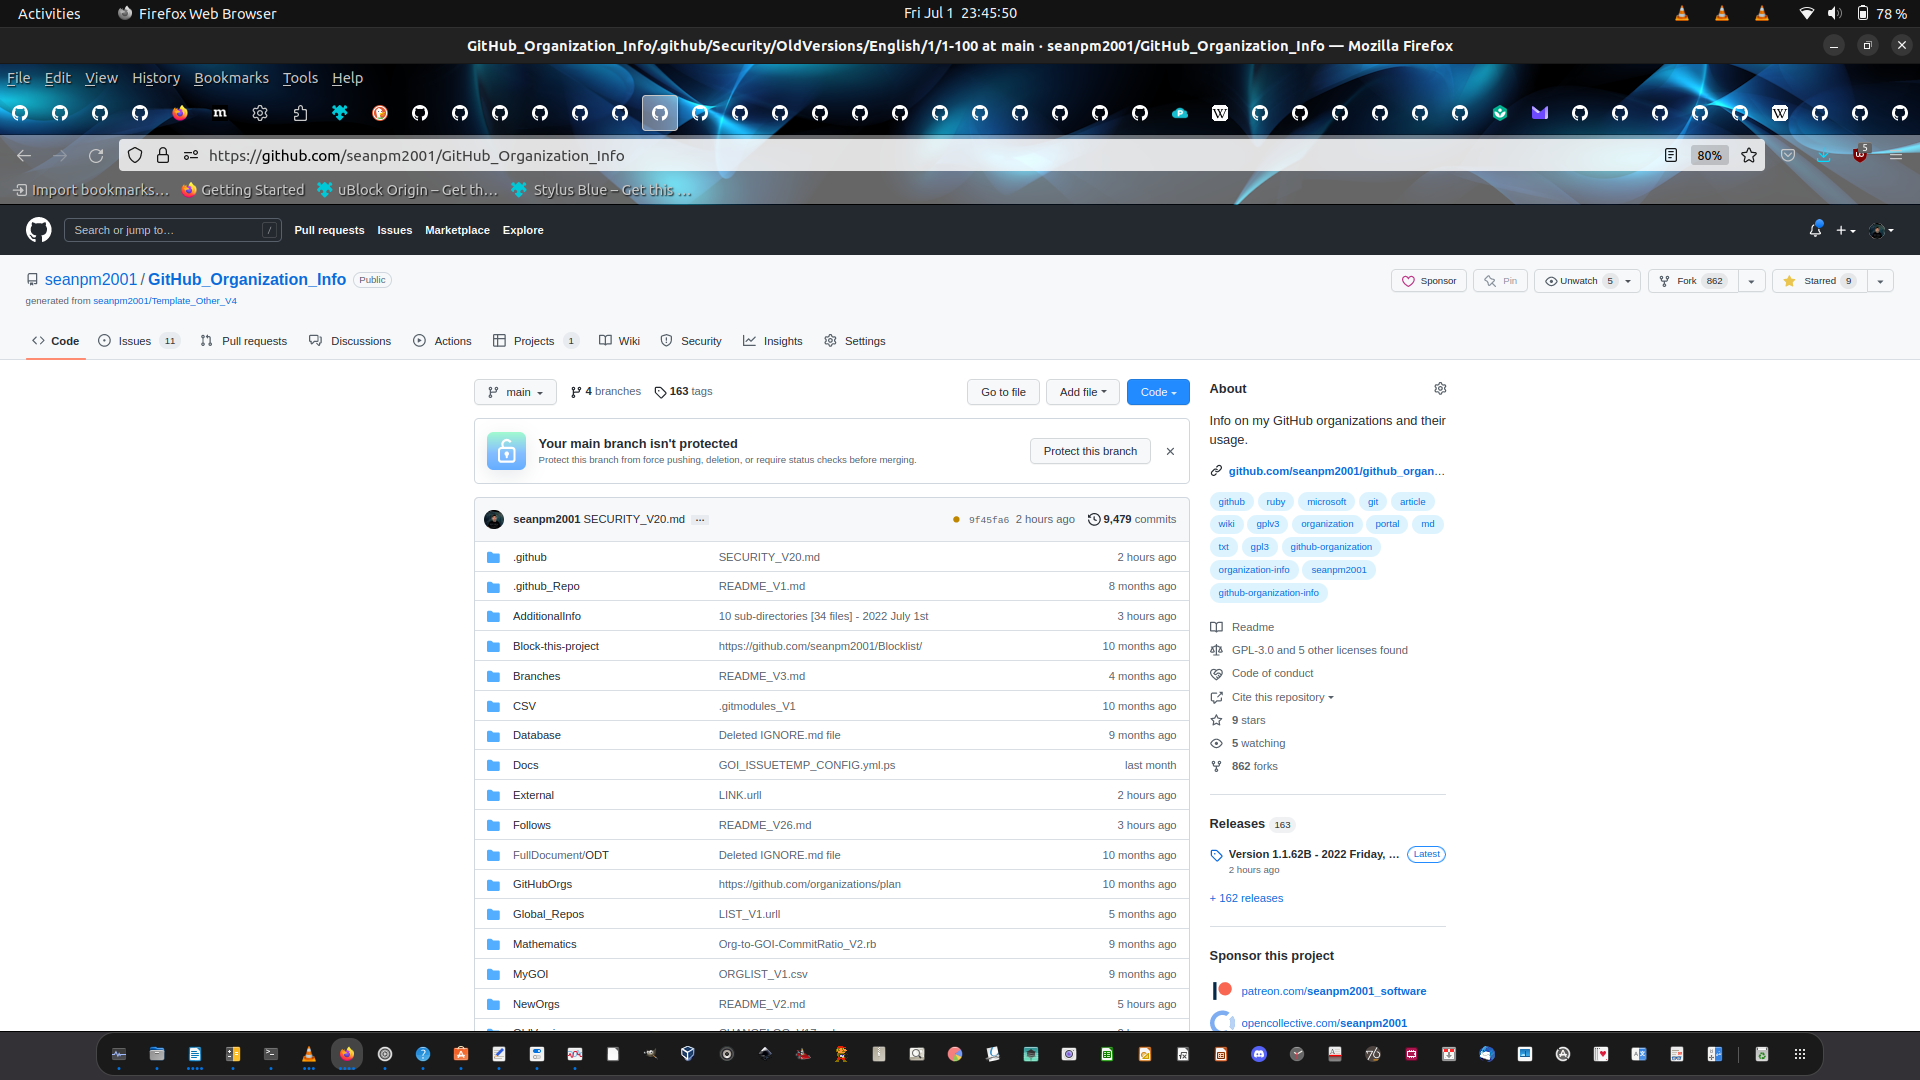 Activities Firefox Web Browser Fri Jul 1 23:45:50 78 %
GitHub_Organization_Info/.github/Security/OldVersions/English/1/1-100 at main · seanpm2001/GitHub_Organization_Info — Mozilla Firefox
File Edit View History Bookmarks Tools Help
https://github.com/seanpm2001/GitHub_Organization_Info 80% 5
Import bookmarks… Getting Started uBlock Origin – Get th… Stylus Blue – Get this …
Search or jump to… / Pull requests Issues Marketplace Explore
seanpm2001 / GitHub_Organization_Info Public Sponsor Pin Unwatch 5 Fork 862 Starred 9
generated from seanpm2001/Template_Other_V4
Code Issues 11 Pull requests Discussions Actions Projects 1 Wiki Security Insights Settings
main 4 branches 163 tags Go to file Add file Code
Your main branch isn't protected
Protect this branch from force pushing, deletion, or require status checks before merging.
Protect this branch
seanpm2001 SECURITY_V20.md … 9f45fa6 2 hours ago 9,479 commits
.github SECURITY_V20.md 2 hours ago
.github_Repo README_V1.md 8 months ago
AdditionalInfo 10 sub-directories [34 files] - 2022 July 1st 3 hours ago
Block-this-project https://github.com/seanpm2001/Blocklist/ 10 months ago
Branches README_V3.md 4 months ago
CSV .gitmodules_V1 10 months ago
Database Deleted IGNORE.md file 9 months ago
Docs GOI_ISSUETEMP_CONFIG.yml.ps last month
External LINK.urll 2 hours ago
Follows README_V26.md 3 hours ago
FullDocument/ODT Deleted IGNORE.md file 10 months ago
GitHubOrgs https://github.com/organizations/plan 10 months ago
Global_Repos LIST_V1.urll 5 months ago
Mathematics Org-to-GOI-CommitRatio_V2.rb 9 months ago
MyGOI ORGLIST_V1.csv 9 months ago
NewOrgs README_V2.md 5 hours ago
About
Info on my GitHub organizations and their
usage.
github.com/seanpm2001/github_organ…
github ruby microsoft git article
wiki gplv3 organization portal md
txt gpl3 github-organization
organization-info seanpm2001
github-organization-info
Readme
GPL-3.0 and 5 other licenses found
Code of conduct
Cite this repository
9 stars
5 watching
862 forks
Releases 163
Version 1.1.62B - 2022 Friday, … Latest
2 hours ago
+ 162 releases
Sponsor this project
patreon.com/seanpm2001_software
opencollective.com/seanpm2001